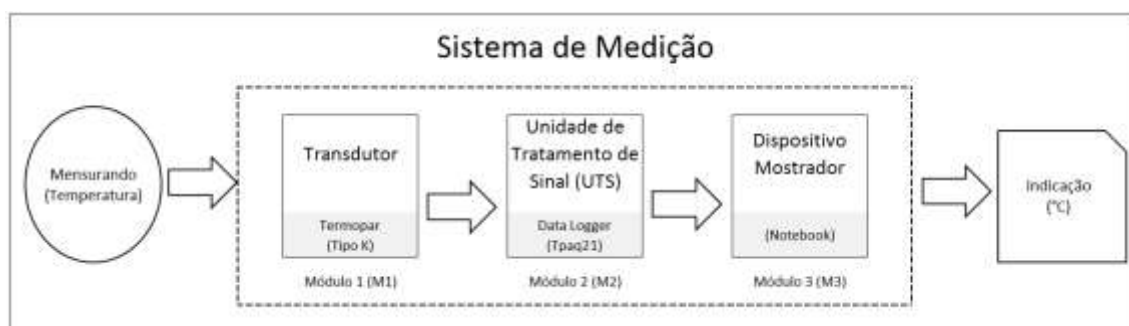 Sistema de Medição
Mensurando
(Temperatura)
Transdutor
Termopar
(Tipo K)
Módulo 1 (M1)
Unidade de
Tratamento de
Sinal (UTS)
Data Logger
(Tpaq21)
Módulo 2 (M2)
Dispositivo
Mostrador
(Notebook)
Módulo 3 (M3)
Indicação
(°C)